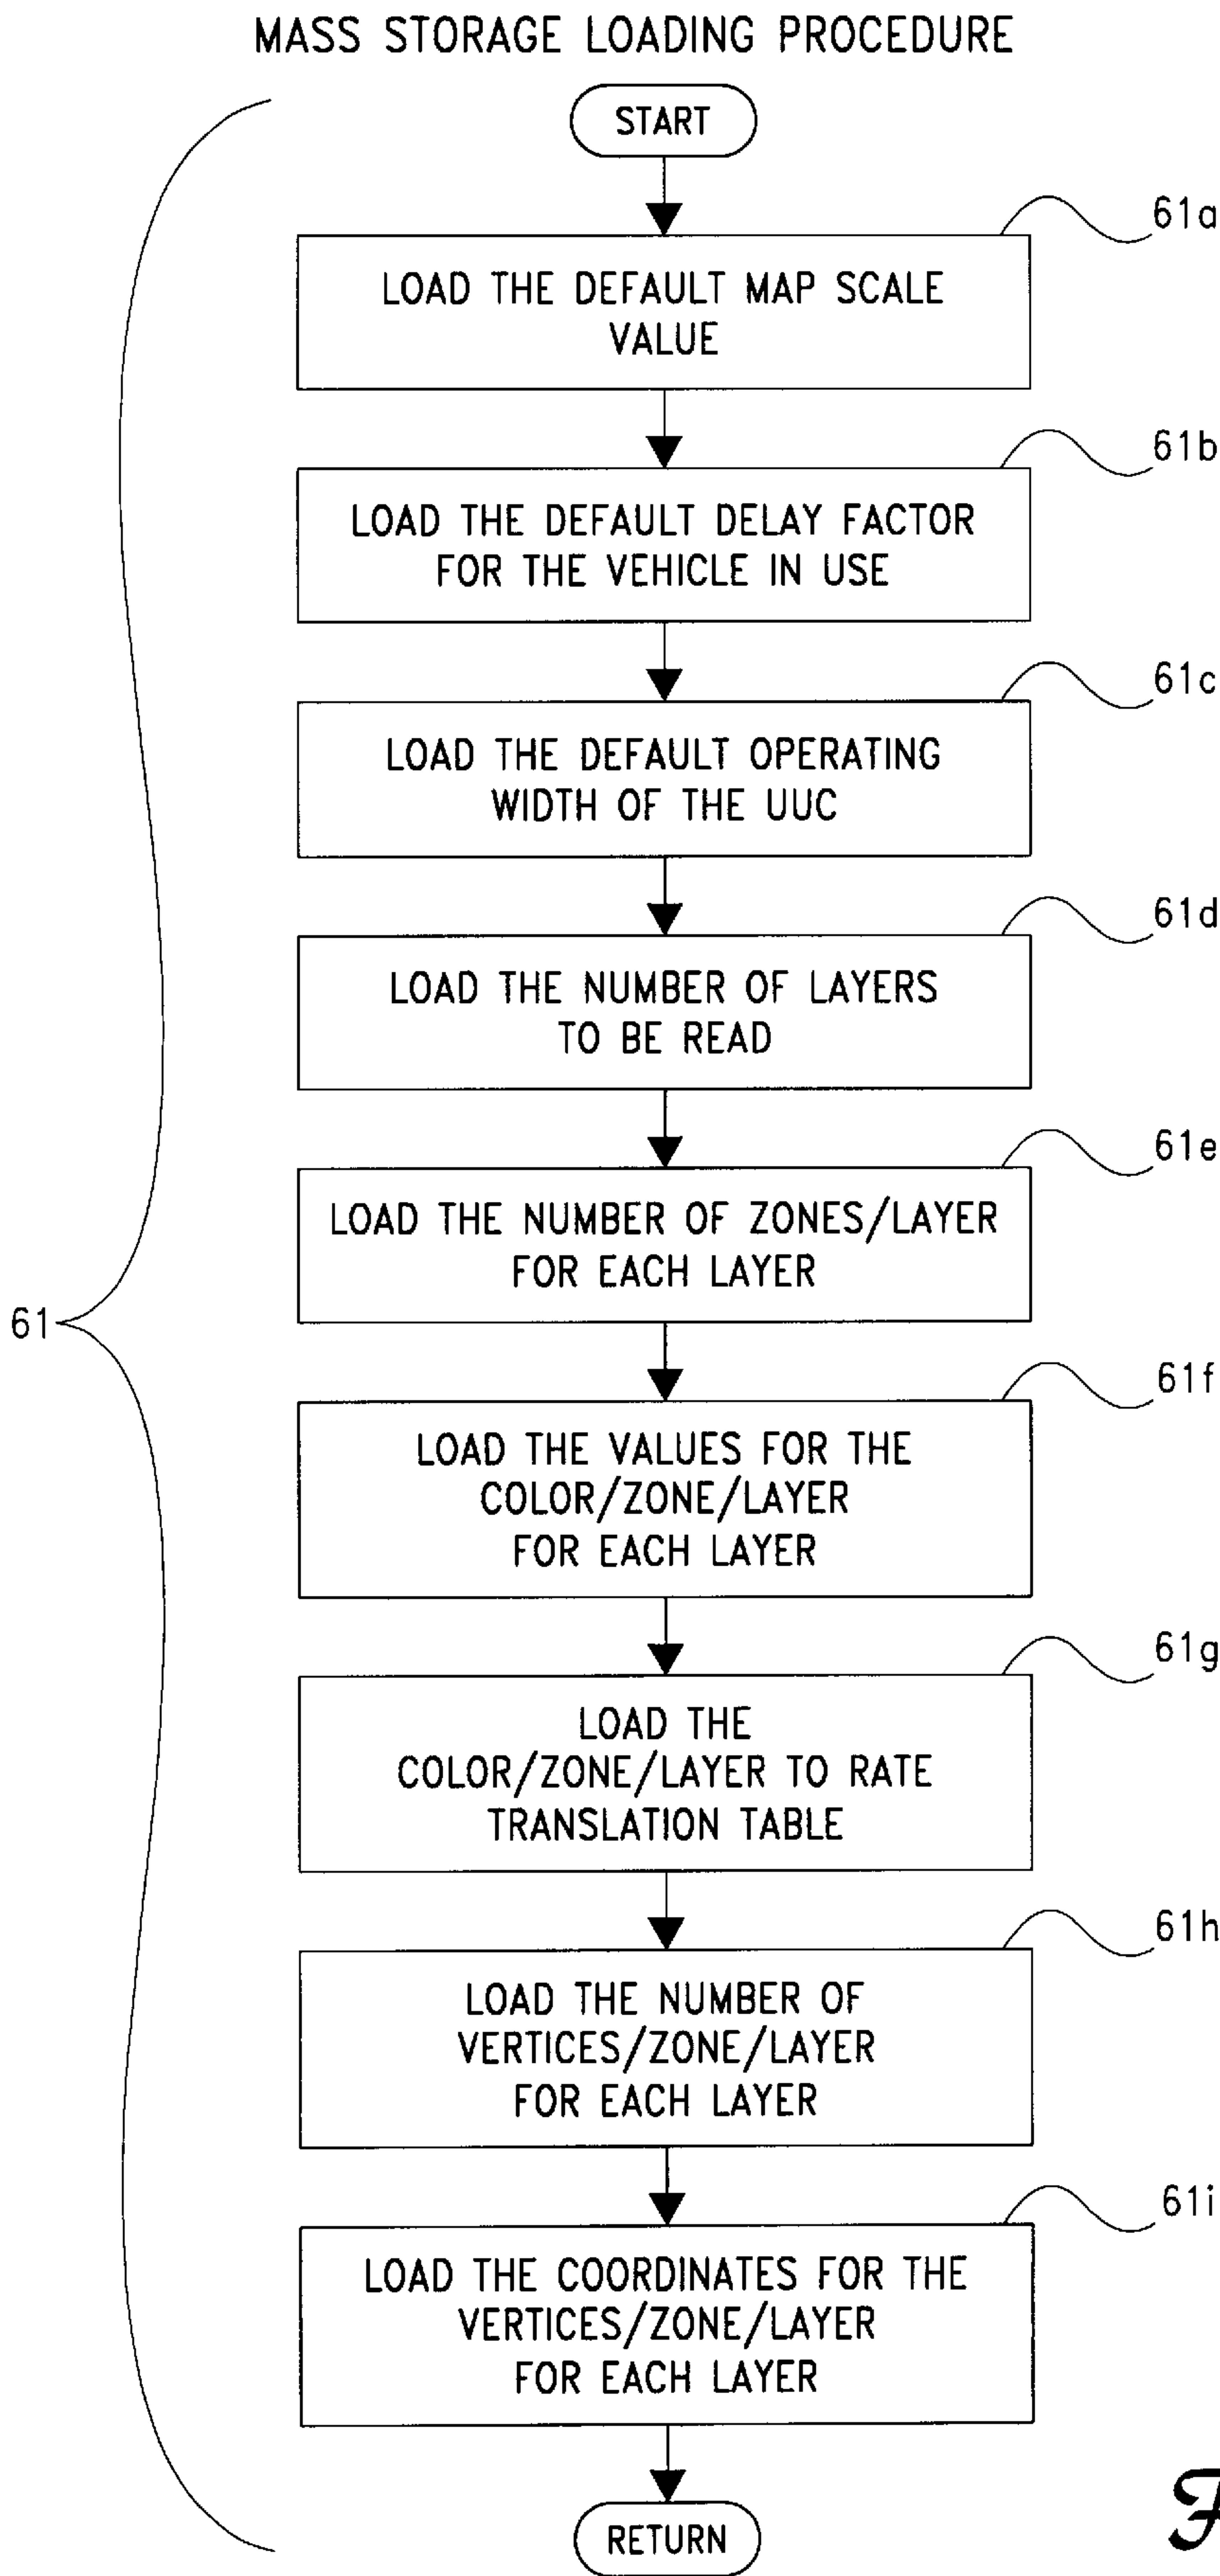 MASS STORAGE LOADING PROCEDURE
START
61a
LOAD THE DEFAULT MAP SCALE
VALUE
61b
LOAD THE DEFAULT DELAY FACTOR
FOR THE VEHICLE IN USE
61c
LOAD THE DEFAULT OPERATING
WIDTH OF THE UUC
61d
LOAD THE NUMBER OF LAYERS
TO BE READ
61e
LOAD THE NUMBER OF ZONES/LAYER
FOR EACH LAYER
61
61f
LOAD THE VALUES FOR THE
COLOR/ZONE/LAYER
FOR EACH LAYER
61g
LOAD THE
COLOR/ZONE/LAYER TO RATE
TRANSLATION TABLE
61h
LOAD THE NUMBER OF
VERTICES/ZONE/LAYER
FOR EACH LAYER
61i
LOAD THE COORDINATES FOR THE
VERTICES/ZONE/LAYER
FOR EACH LAYER
RETURN